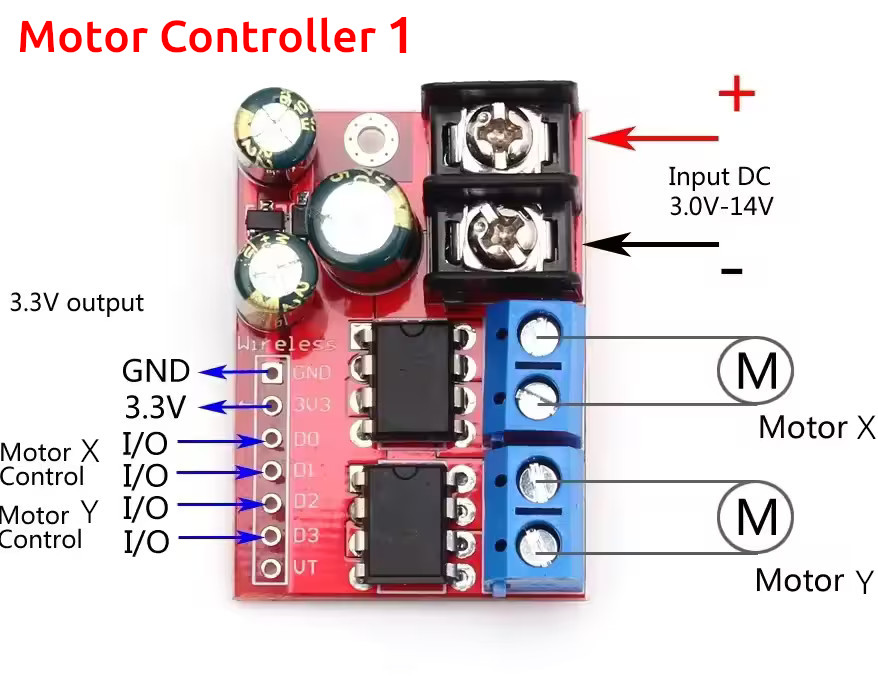 Motor Controller 1
+
Input DC
3.0V-14V
-
3.3V output
Wireless
GND
GND
3.3V
3V3
Motor X
Control
I/O
D0
I/O
D1
Motor Y
Control
I/O
D2
I/O
D3
VT
M
Motor X
M
Motor Y